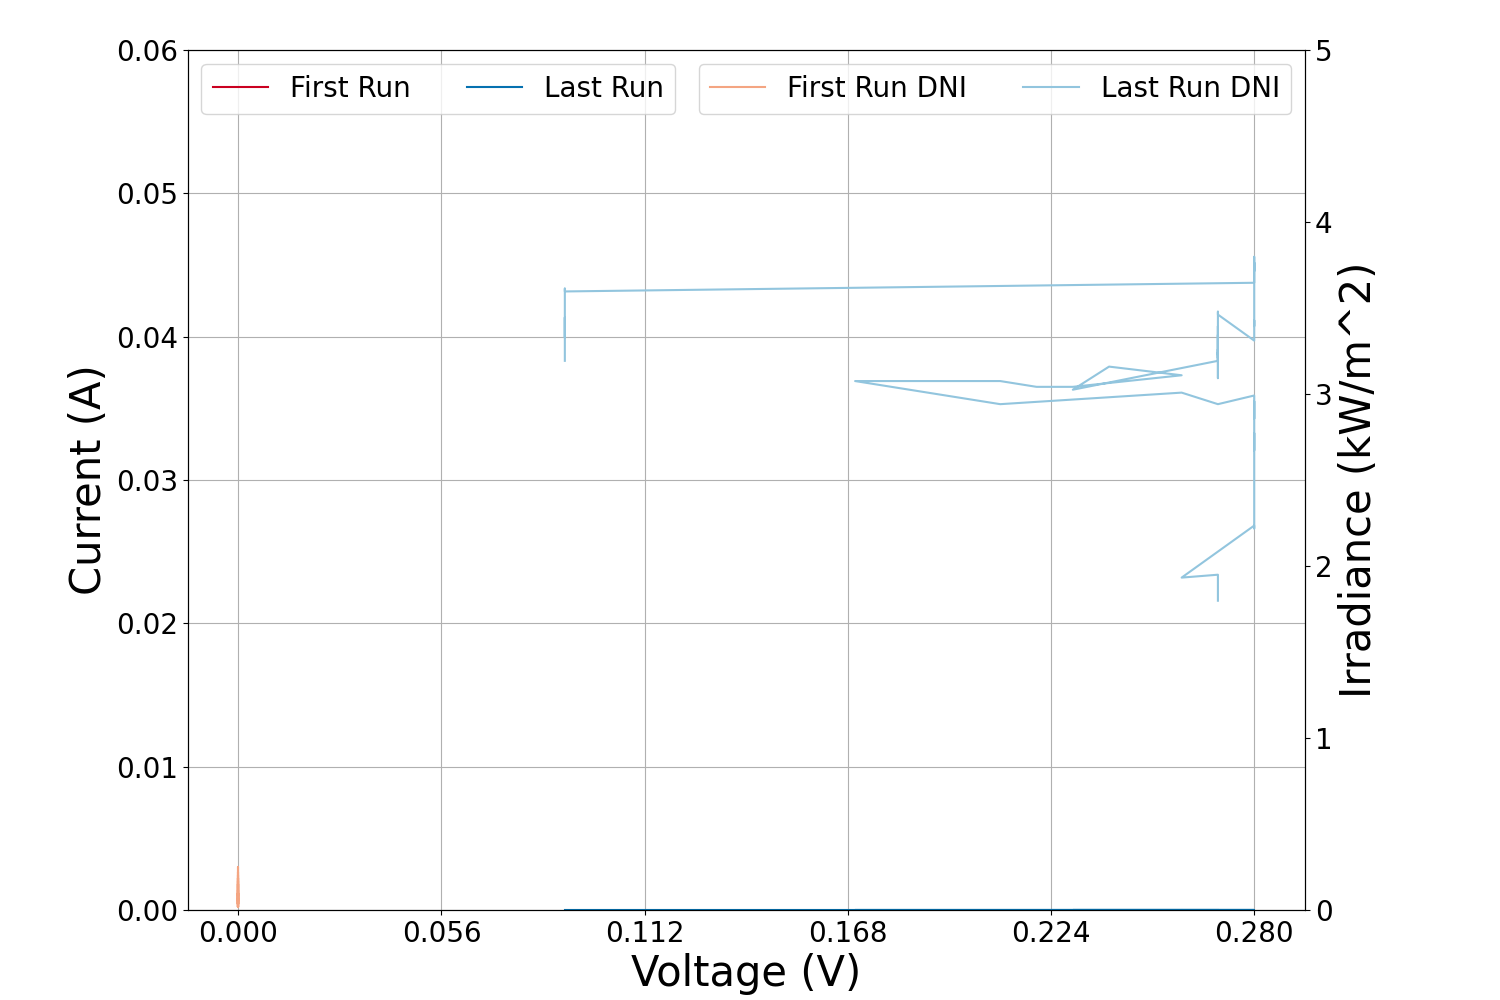 First Run
Last Run
First Run DNI
Last Run DNI
Current (A)
0.06
0.05
0.04
0.03
0.02
0.01
0.00
0.000
0.056
0.112
0.168
0.224
0.280
Voltage (V)
5
4
3
2
1
0
Irradiance (kW/m^2)